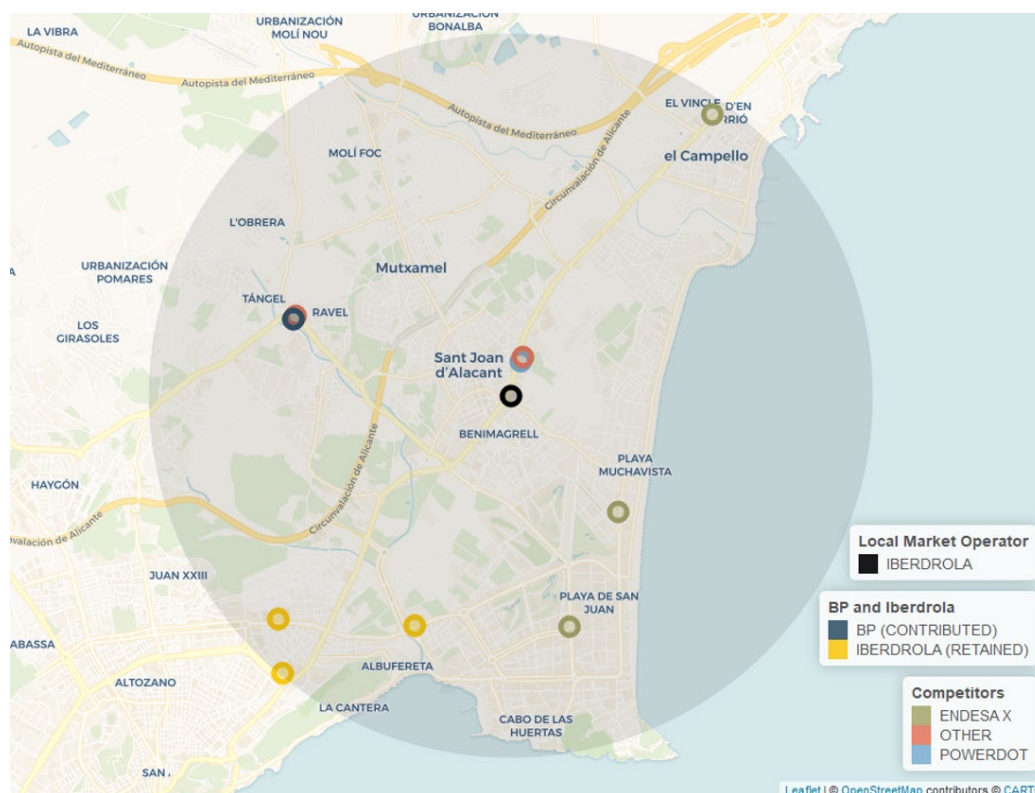 LA VIBRA
URBANIZACIÓN
MOLÍ NOU
URBANIZACIÓN
BONALBA
Autopista del Mediterráneo
Autopista del Mediterráneo
Autopista del Mediterráneo
EL VINCLE D'EN
RRIÓ
Circunvalación de Alicante
MOLÍ FOC
el Campello
L'OBRERA
URBANIZACIÓN
POMARES
Mutxamel
TÁNGEL
RAVEL
LOS
GIRASOLES
Sant Joan
d'Alacant
BENIMAGRELL
PLAYA
MUCHAVISTA
HAYGÓN
Circunvalación de Alicante
nvalación de Alicante
JUAN XXIII
PLAYA DE SAN
JUAN
ABASSA
ALBUFERETA
ALTOZANO
LA CANTERA
CABO DE LAS
HUERTAS
SAN
Local Market Operator
IBERDROLA
BP and Iberdrola
BP (CONTRIBUTED)
IBERDROLA (RETAINED)
Competitors
ENDESA X
OTHER
POWERDOT
Leaflet | © OpenStreetMap contributors © CART